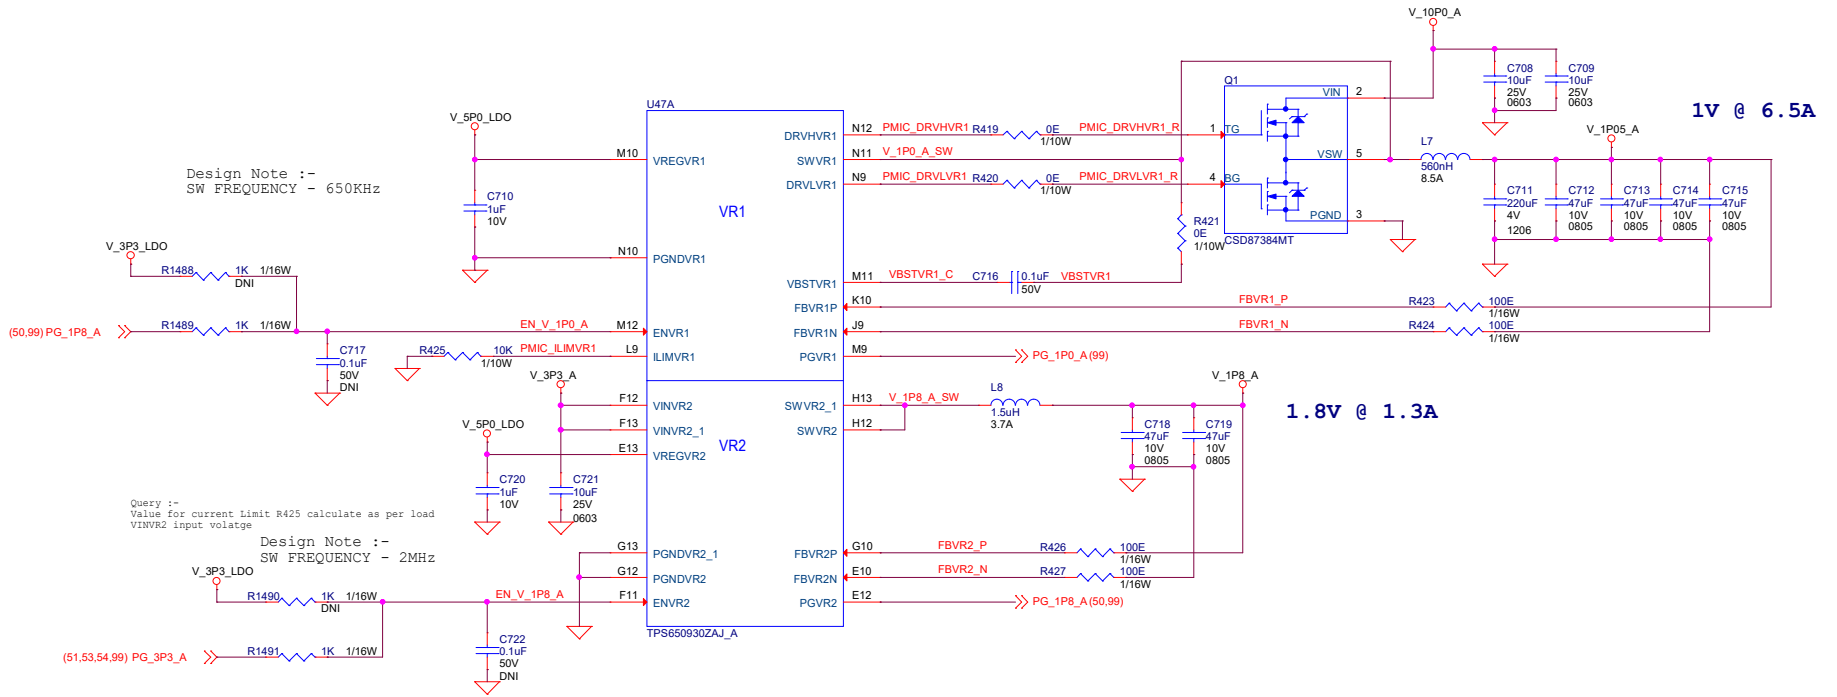 V_10P0_A
C708
10uF
25V
0603
C709
10uF
25V
0603
1V @ 6.5A
Q1
VIN
2
1
TG
VSW
5
4
BG
PGND
3
CSD87384MT
L7
560nH
8.5A
V_1P05_A
C711
220uF
4V
1206
C712
47uF
10V
0805
C713
47uF
10V
0805
C714
47uF
10V
0805
C715
47uF
10V
0805
U47A
V_5P0_LDO
M10
VREGVR1
C710
1uF
10V
N10
PGNDVR1
Design Note :-
SW FREQUENCY - 650KHz
VR1
DRVHVR1
N12
PMIC_DRVHVR1
R419
0E
1/10W
PMIC_DRVHVR1_R
SWVR1
N11
V_1P0_A_SW
DRVLVR1
N9
PMIC_DRVLVR1
R420
0E
1/10W
PMIC_DRVLVR1_R
R421
0E
1/10W
VBSTVR1
M11
VBSTVR1_C
C716
0.1uF
50V
VBSTVR1
FBVR1P
K10
FBVR1_P
R423
100E
1/16W
FBVR1N
J9
FBVR1_N
R424
100E
1/16W
PGVR1
M9
PG_1P0_A (99)
V_3P3_LDO
R1488
1K
1/16W
DNI
(50,99) PG_1P8_A
R1489
1K
1/16W
EN_V_1P0_A
M12
ENVR1
C717
0.1uF
50V
DNI
R425
10K
1/10W
PMIC_ILIMVR1
L9
ILIMVR1
V_3P3_A
F12
VINVR2
F13
VINVR2_1
V_5P0_LDO
E13
VREGVR2
VR2
C720
1uF
10V
C721
10uF
25V
0603
SWVR2_1
H13
V_1P8_A_SW
L8
1.5uH
3.7A
SWVR2
H12
V_1P8_A
C718
47uF
10V
0805
C719
47uF
10V
0805
1.8V @ 1.3A
Query :-
Value for current Limit R425 calculate as per load
VINVR2 input volatge
Design Note :-
SW FREQUENCY - 2MHz
G13
PGNDVR2_1
G12
PGNDVR2
FBVR2P
G10
FBVR2_P
R426
100E
1/16W
FBVR2N
E10
FBVR2_N
R427
100E
1/16W
PGVR2
E12
PG_1P8_A (50,99)
V_3P3_LDO
R1490
1K
1/16W
DNI
EN_V_1P8_A
F11
ENVR2
TPS650930ZAJ_A
(51,53,54,99) PG_3P3_A
R1491
1K
1/16W
C722
0.1uF
50V
DNI